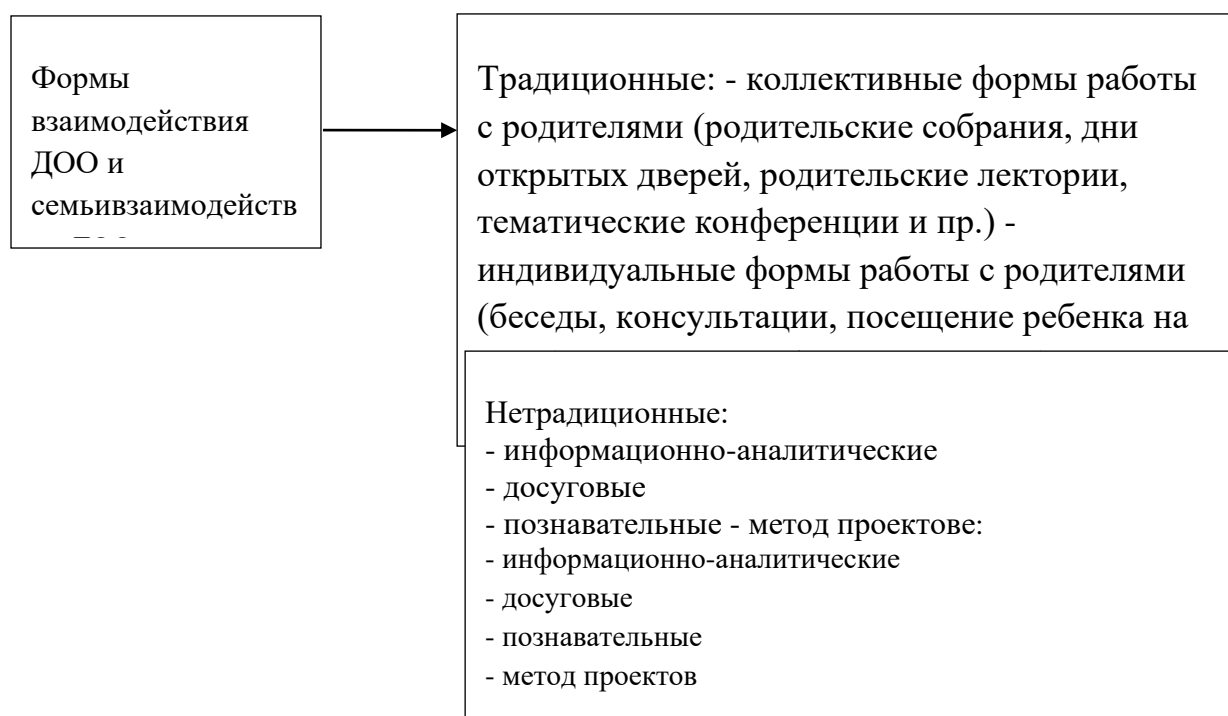 Формы
взаимодействия
ДОО и
семьивзаимодейств
Традиционные: - коллективные формы работы
с родителями (родительские собрания, дни
открытых дверей, родительские лектории,
тематические конференции и пр.) -
индивидуальные формы работы с родителями
(беседы, консультации, посещение ребенка на
Нетрадиционные:
- информационно-аналитические
- досуговые
- познавательные - метод проектове:
- информационно-аналитические
- досуговые
- познавательные
- метод проектов